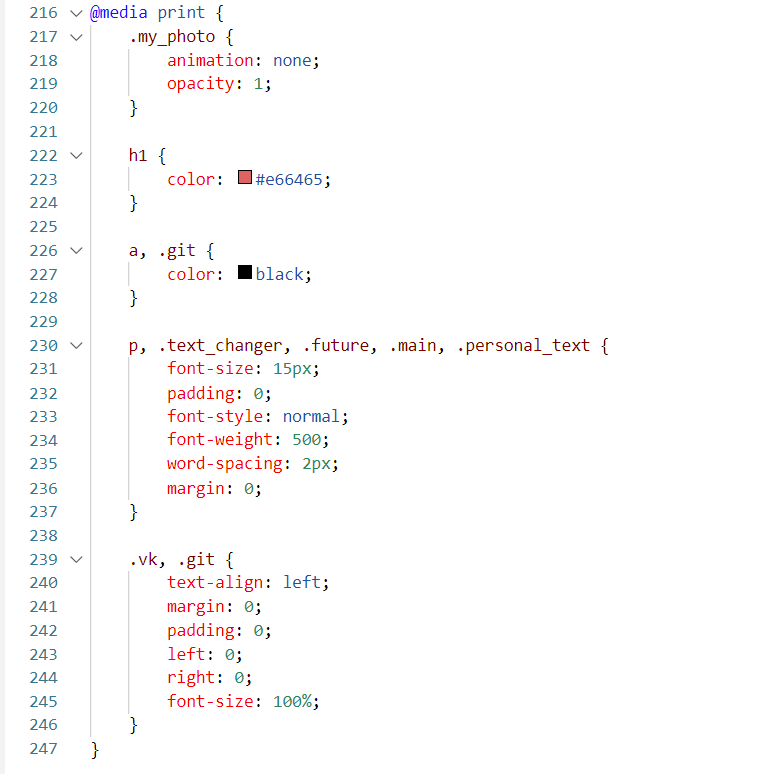 216 @media print {
217 .my_photo {
218 animation: none;
219 opacity: 1;
220 }
221
222 h1 {
223 color: #e66465;
224 }
225
226 a, .git {
227 color: black;
228 }
229
230 p, .text_changer, .future, .main, .personal_text {
231 font-size: 15px;
232 padding: 0;
233 font-style: normal;
234 font-weight: 500;
235 word-spacing: 2px;
236 margin: 0;
237 }
238
239 .vk, .git {
240 text-align: left;
241 margin: 0;
242 padding: 0;
243 left: 0;
244 right: 0;
245 font-size: 100%;
246 }
247 }